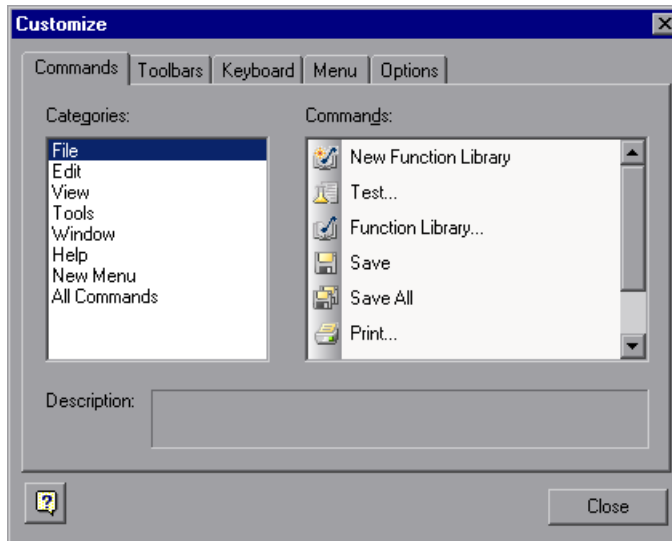 Customize
Commands Toolbars Keyboard Menu Options
Categories:
File
Edit
View
Tools
Window
Help
New Menu
All Commands
Commands:
New Function Library
Test...
Function Library...
Save
Save All
Print...
Description:
?
Close